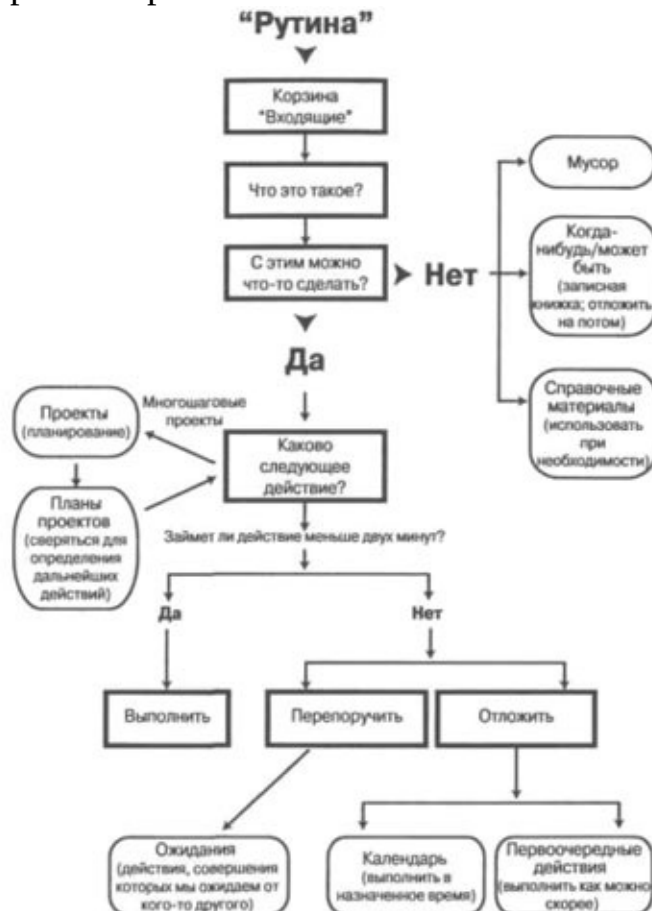 “Рутина”
Корзина
"Входящие"
Что это такое?
С этим можно
что-то сделать?
Нет
Мусор
Когда-
нибудь/может
быть
(записная
книжка; отложить
на потом)
Справочные
материалы
(использовать
при
необходимости)
Да
Проекты
(планирование)
Многошаговые
проекты
Каково
следующее
действие?
Планы
проектов
(сверяться для
определения
дальнейших
действий)
Займет ли действие меньше двух минут?
Да
Нет
Выполнить
Перепоручить
Отложить
Ожидания
(действия, совершения
которых мы ожидаем от
кого-то другого)
Календарь
(выполнить в
назначенное время)
Первоочередные
действия
(выполнить как можно
скорее)